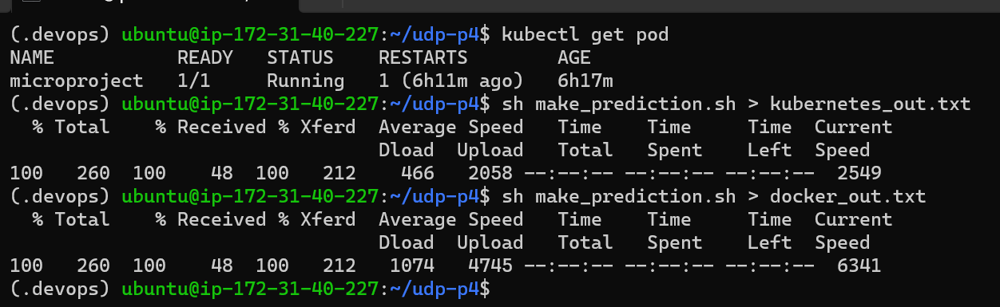 (.devops) ubuntu@ip-172-31-40-227:~/udp-p4$ kubectl get pod
NAME           READY   STATUS    RESTARTS        AGE
microproject   1/1     Running   1 (6h11m ago)   6h17m
(.devops) ubuntu@ip-172-31-40-227:~/udp-p4$ sh make_prediction.sh > kubernetes_out.txt
  % Total    % Received % Xferd  Average Speed   Time    Time     Time  Current
                                 Dload  Upload   Total   Spent    Left  Speed
100   260  100    48  100   212    466   2058 --:--:-- --:--:-- --:--:--  2549
(.devops) ubuntu@ip-172-31-40-227:~/udp-p4$ sh make_prediction.sh > docker_out.txt
  % Total    % Received % Xferd  Average Speed   Time    Time     Time  Current
                                 Dload  Upload   Total   Spent    Left  Speed
100   260  100    48  100   212   1074   4745 --:--:-- --:--:-- --:--:--  6341
(.devops) ubuntu@ip-172-31-40-227:~/udp-p4$